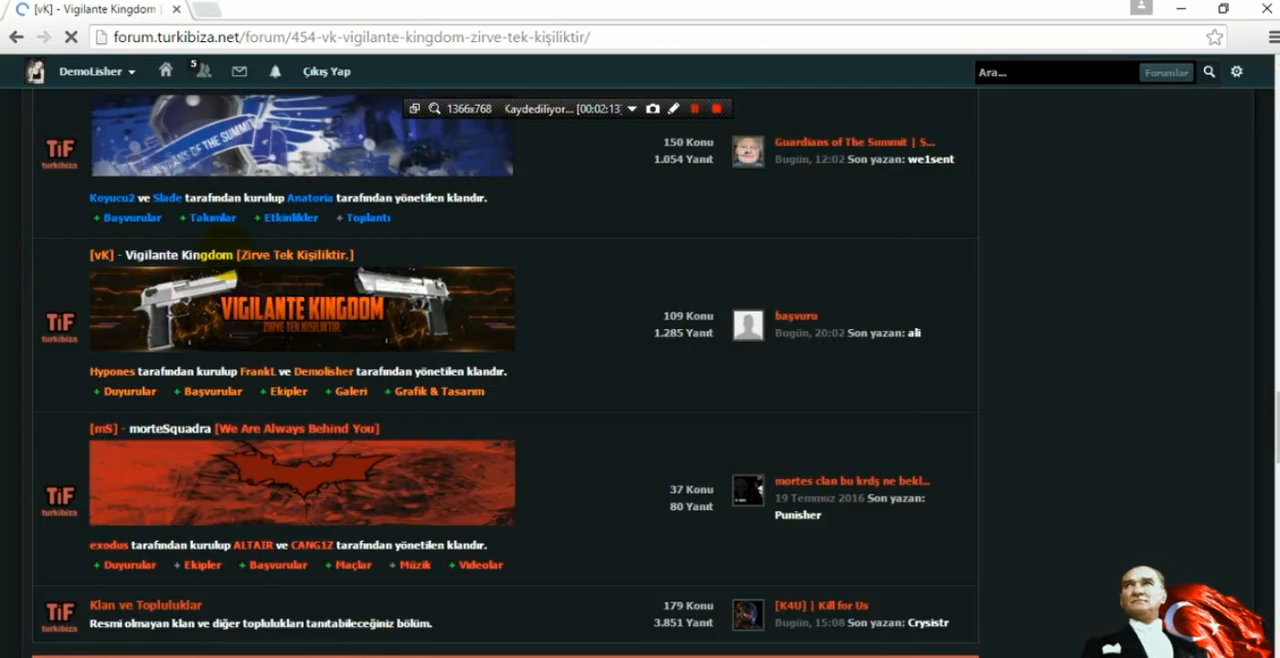 [vK] - Vigilante Kingdom |
forum.turkibiza.net/forum/454-vk-vigilante-kingdom-zirve-tek-kişiliktir/
DemoLisher
5
Çıkış Yap
Ara...
Forumlar
1366x768 Kaydediliyor... [00:02:13]
TiF
turkibiza
OF THE SUMMIT
150 Konu
1.054 Yanıt
Guardians of The Summit | S...
Bugün, 12:02 Son yazan: we1sent
Koyucu2 ve Slade tarafından kurulup Anatoria tarafından yönetilen klandır.
+ Başvurular + Takımlar + Etkinlikler + Toplantı
[vK] - Vigilante Kingdom [Zirve Tek Kişiliktir.]
TiF
turkibiza
VIGILANTE KINGDOM
ZIRVE TEK KISILIKTIR
109 Konu
1.285 Yanıt
başvuru
Bugün, 20:02 Son yazan: ali
Hypones tarafından kurulup FrankL ve Demolisher tarafından yönetilen klandır.
+ Duyurular + Başvurular + Ekipler + Galeri + Grafik & Tasarım
[mS] - morteSquadra [We Are Always Behind You]
TiF
turkibiza
37 Konu
80 Yanıt
mortes clan bu krdş ne bekl...
19 Temmuz 2016 Son yazan:
Punisher
exodus tarafından kurulup ALTAIR ve CANG1Z tarafından yönetilen klandır.
+ Duyurular + Ekipler + Başvurular + Maçlar + Müzik + Videolar
TiF
turkibiza
Klan ve Topluluklar
Resmi olmayan klan ve diğer toplulukları tanıtabileceğiniz bölüm.
179 Konu
3.851 Yanıt
[K4U] | Kill for Us
Bugün, 15:08 Son yazan: Crysistr